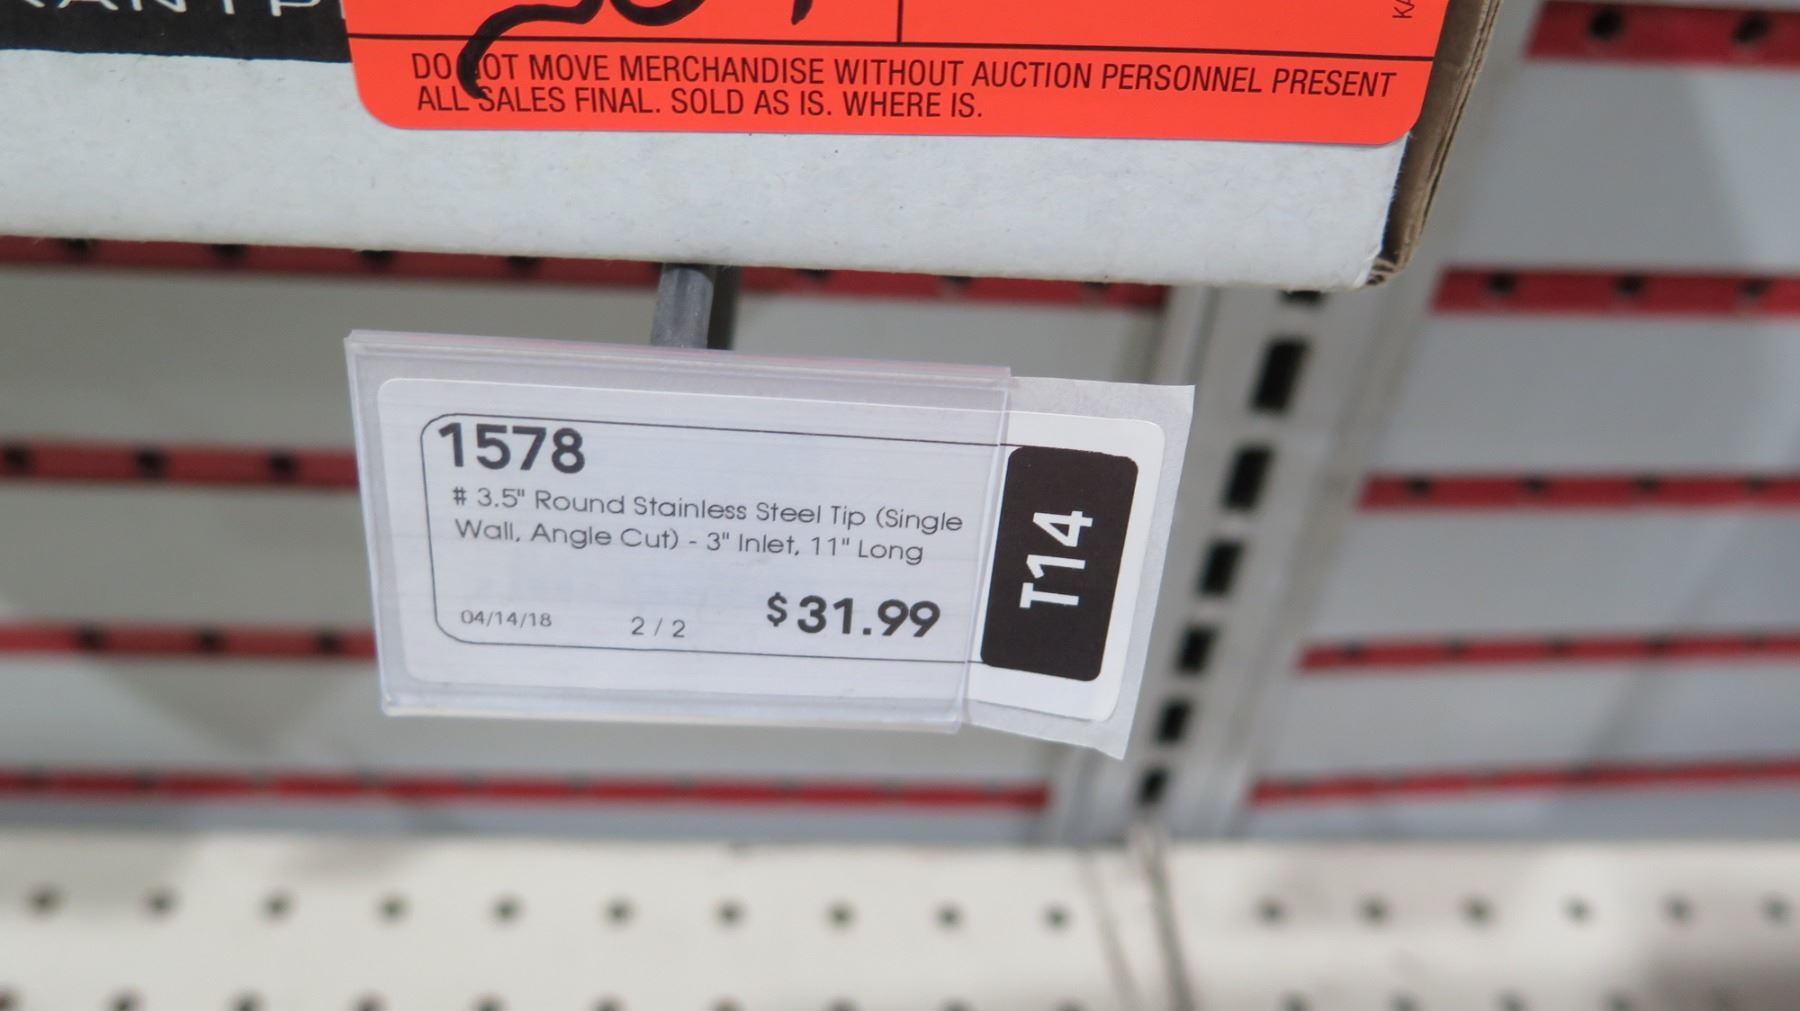 DO NOT MOVE MERCHANDISE WITHOUT AUCTION PERSONNEL PRESENT
ALL SALES FINAL. SOLD AS IS. WHERE IS.
1578
# 3.5" Round Stainless Steel Tip (Single
Wall, Angle Cut) - 3" Inlet, 11" Long
04/14/18 2 / 2 $31.99
T14